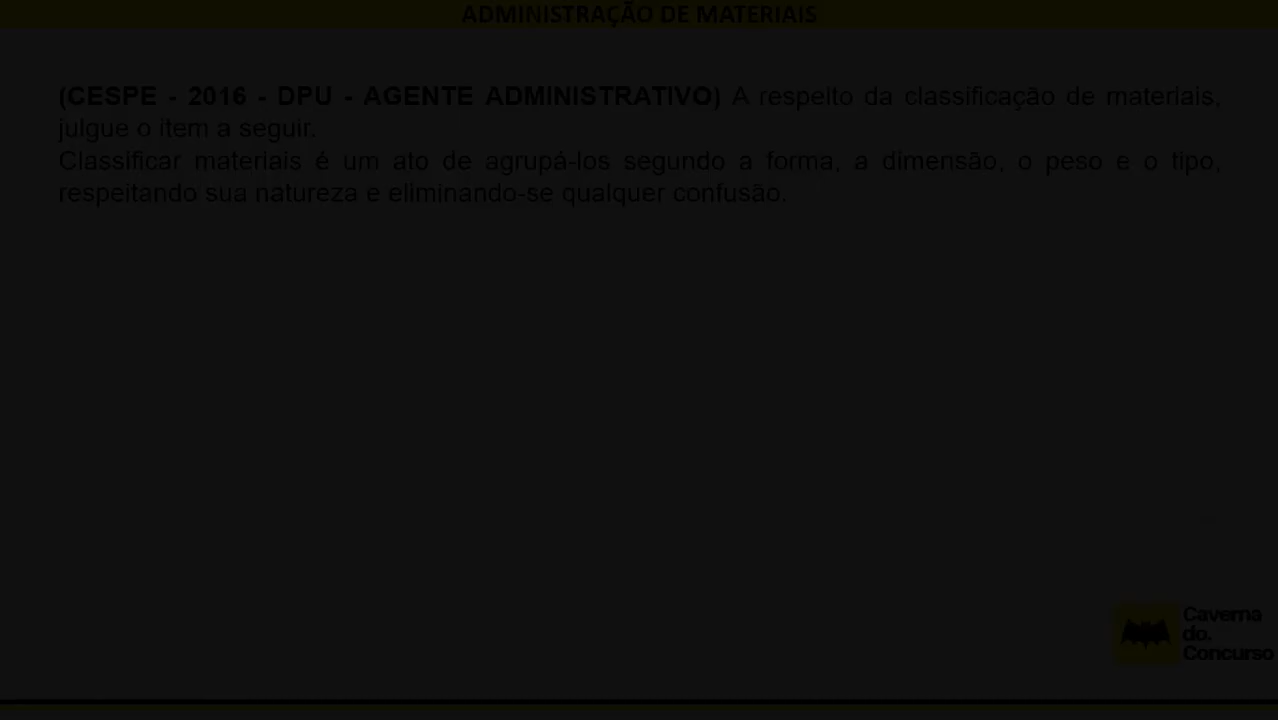 ADMINISTRAÇÃO DE MATERIAIS
(CESPE - 2016 - DPU - AGENTE ADMINISTRATIVO) A respeito da classificação de materiais,
julgue o item a seguir.
Classificar materiais é um ato de agrupá-los segundo a forma, a dimensão, o peso e o tipo,
respeitando sua natureza e eliminando-se qualquer confusão.
Caverna
do.
Concurso